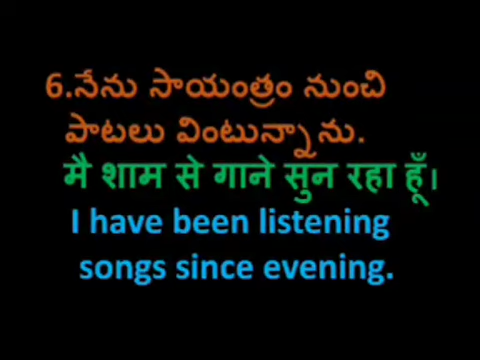 6.నేను సాయంత్రం నుంచి
పాటలు వింటున్నాను.
मै शाम से गाने सुन रहा हूँ।
I have been listening
songs since evening.